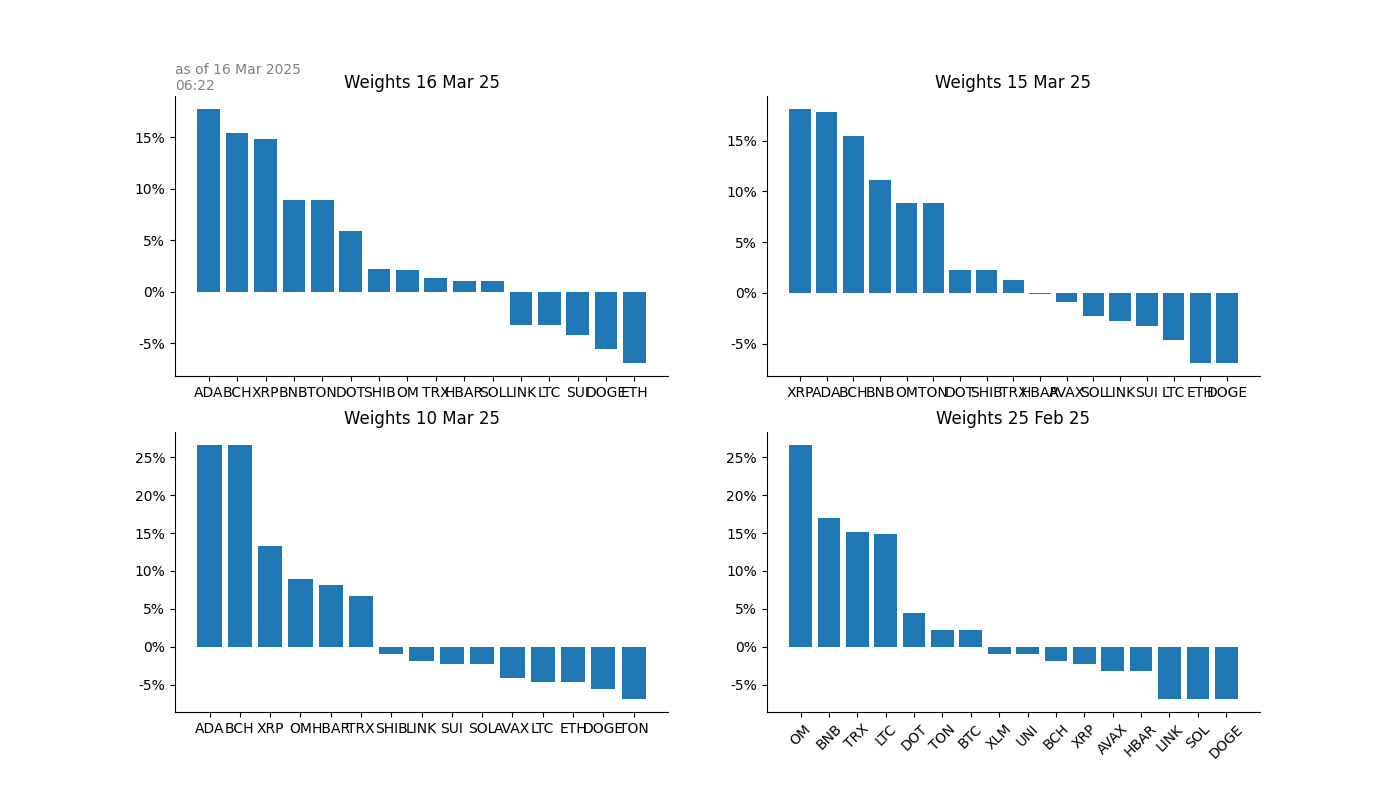 as of 16 Mar 2025
06:22
Weights 16 Mar 25
15%
10%
5%
0%
-5%
ADA BCH XRP BNB TON DOT SHIB OM TRX HBAR SOL LINK LTC SUI DOGE ETH
Weights 15 Mar 25
15%
10%
5%
0%
-5%
XRP ADA BCH BNB OM TON DOT SHIB TRX HBAR AVAX SOL LINK SUI LTC ETH DOGE
Weights 10 Mar 25
25%
20%
15%
10%
5%
0%
-5%
ADA BCH XRP OM HBAR TRX SHIB LINK SUI SOL AVAX LTC ETH DOGE TON
Weights 25 Feb 25
25%
20%
15%
10%
5%
0%
-5%
OM BNB TRX LTC DOT TON BTC XLM UNI BCH XRP AVAX HBAR LINK SOL DOGE